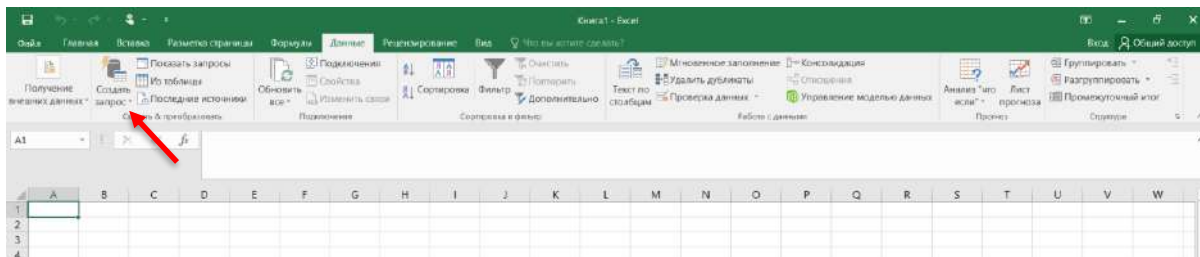 Книга1 - Excel
Файл Главная Вставка Разметка страницы Формулы Данные Рецензирование Вид Что вы хотите сделать? Вход Общий доступ
Получение внешних данных
Создать запрос
Показать запросы
Из таблицы
Последние источники
Скачать & преобразовать
Обновить все
Подключения
Свойства
Изменить связи
Подключения
Сортировка
Фильтр
Очистить
Повторить
Дополнительно
Сортировка и фильтр
Текст по столбцам
Мгновенное заполнение
Удалить дубликаты
Проверка данных
Консолидация
Отношения
Управление моделью данных
Работа с данными
Анализ "что если"
Лист прогноза
Прогноз
Группировать
Разгруппировать
Промежуточный итог
Структура
A1
fx
A B C D E F G H I J K L M N O P Q R S T U V W
1
2
3
4